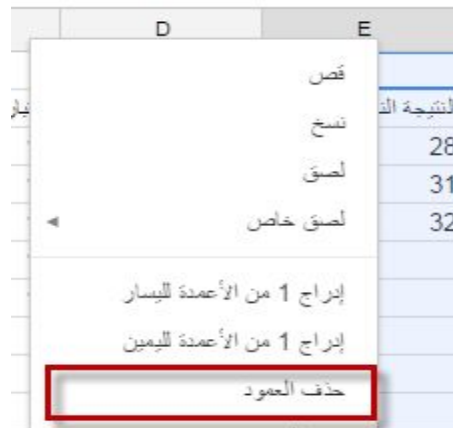 D E
قص
النتيجة
نسخ
28
لصق
31
لصق خاص
32
إدراج 1 من الأعمدة لليسار
إدراج 1 من الأعمدة لليمين
حذف العمود